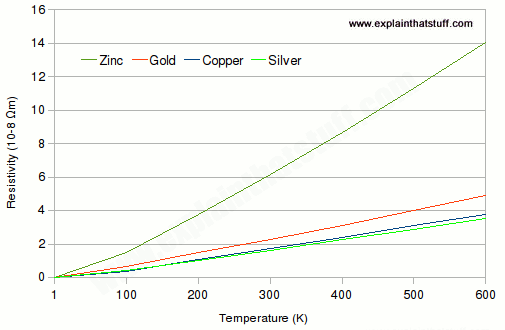 16
www.explainthatstuff.com
14
Zinc Gold Copper Silver
12
10
8
6
4
2
0
Resistivity (10-8 Ωm)
1 100 200 300 400 500 600
Temperature (K)